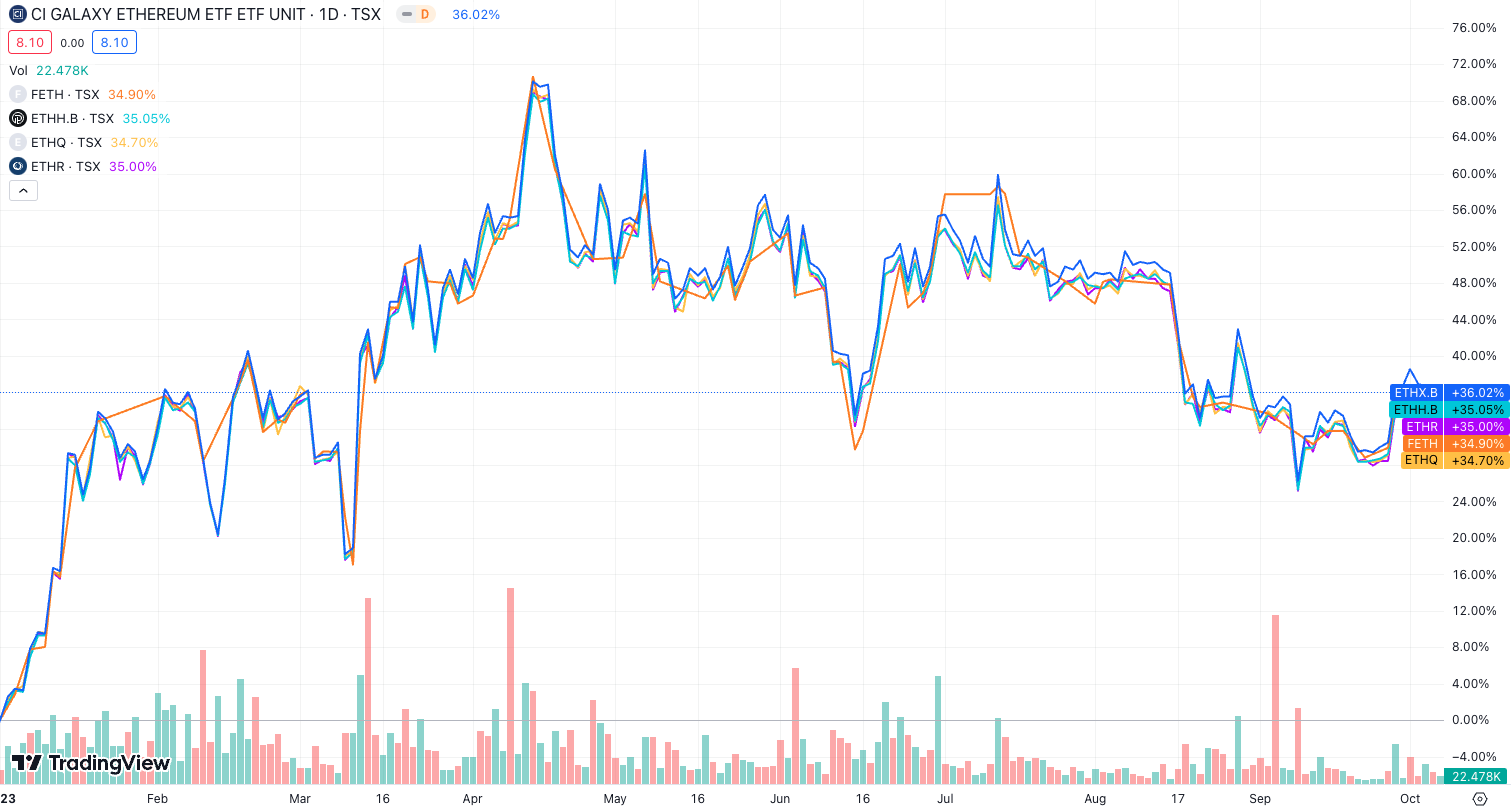 CI GALAXY ETHEREUM ETF ETF UNIT · 1D · TSX D 36.02%
8.10 0.00 8.10
Vol 22.478K
F FETH · TSX 34.90%
ETHH.B · TSX 35.05%
E ETHQ · TSX 34.70%
ETHR · TSX 35.00%
76.00%
72.00%
68.00%
64.00%
60.00%
56.00%
52.00%
48.00%
44.00%
40.00%
ETHX.B +36.02%
ETHH.B +35.05%
ETHR +35.00%
FETH +34.90%
ETHQ +34.70%
24.00%
20.00%
16.00%
12.00%
8.00%
4.00%
0.00%
−4.00%
22.478K
TradingView
23 Feb Mar 16 Apr May 16 Jun 16 Jul Aug 17 Sep Oct